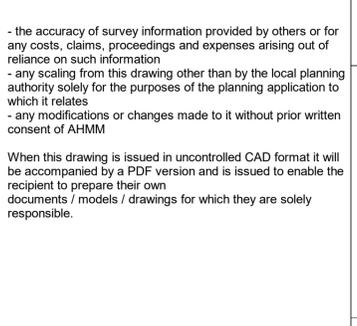 - the accuracy of survey information provided by others or for
any costs, claims, proceedings and expenses arising out of
reliance on such information
- any scaling from this drawing other than by the local planning
authority solely for the purposes of the planning application to
which it relates
- any modifications or changes made to it without prior written
consent of AHMM
When this drawing is issued in uncontrolled CAD format it will
be accompanied by a PDF version and is issued to enable the
recipient to prepare their own
documents / models / drawings for which they are solely
responsible.